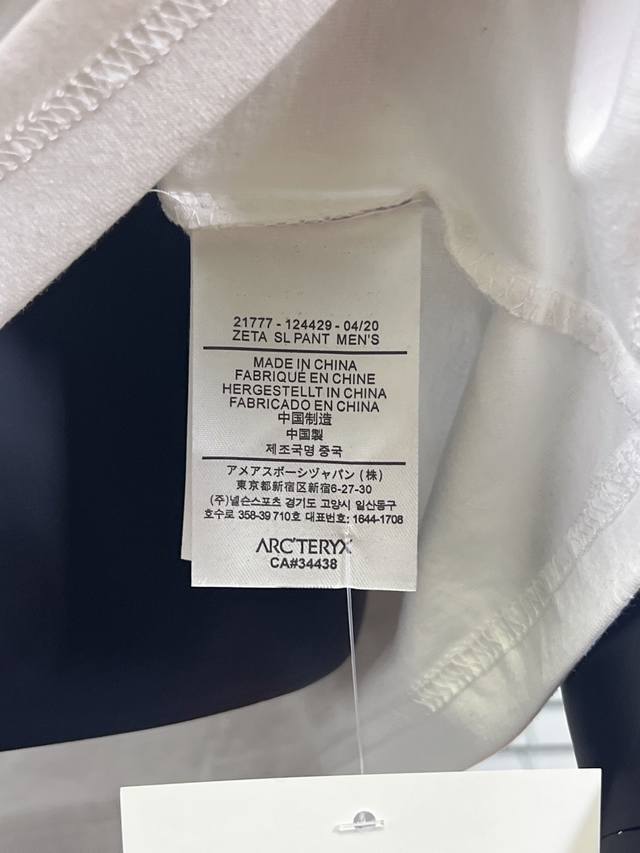 21777 - 124429 - 04/20
ZETA SL PANT MEN'S
MADE IN CHINA
FABRIQUÉ EN CHINE
HERGESTELLT IN CHINA
FABRICADO EN CHINA
中国制造
中国製
제조국명 중국
アメアスポーシヅャパン (株)
東京都新宿区新宿6-27-30
(주)넬슨스포츠 경기도 고양시 일산동구
호수로 358-39 710호 대표번호: 1644-1708
ARC'TERYX
CA#34438